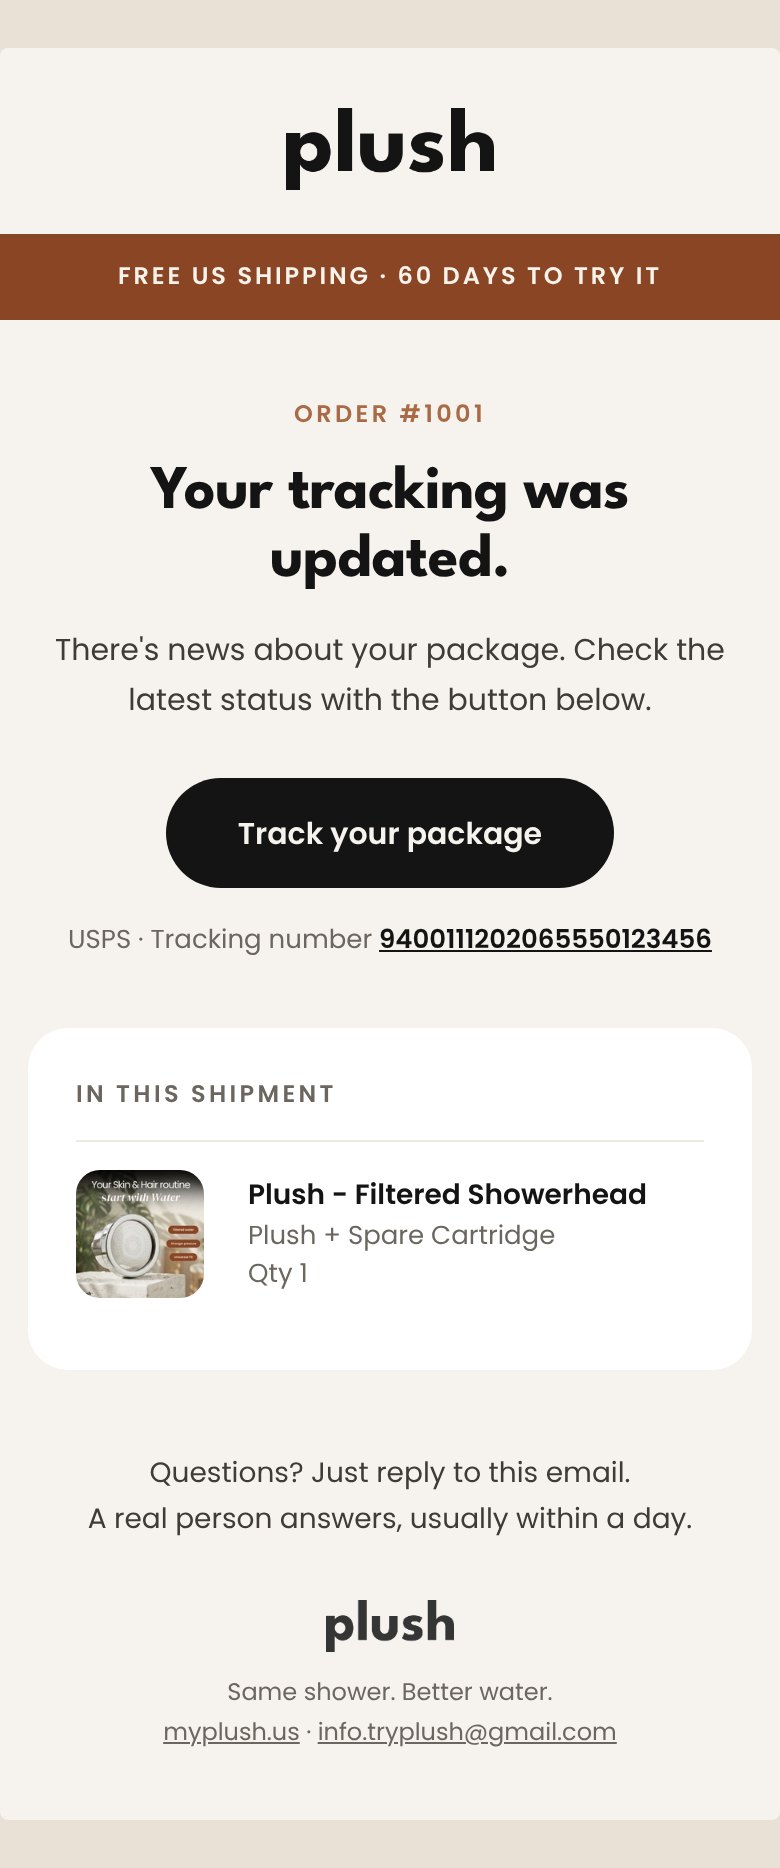 plush
FREE US SHIPPING · 60 DAYS TO TRY IT
ORDER #1001
Your tracking was
updated.
There's news about your package. Check the
latest status with the button below.
Track your package
USPS · Tracking number 9400111202065550123456
IN THIS SHIPMENT
Your Skin & Hair routine
start with Water
Plush - Filtered Showerhead
Plush + Spare Cartridge
Qty 1
Questions? Just reply to this email.
A real person answers, usually within a day.
plush
Same shower. Better water.
myplush.us · info.tryplush@gmail.com